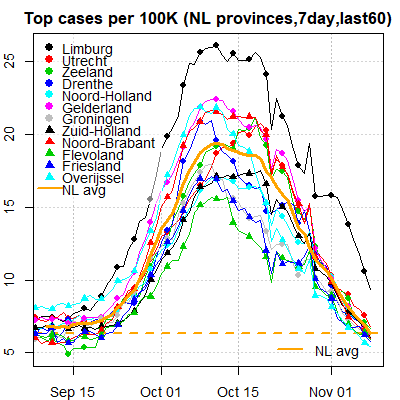 Top cases per 100K (NL provinces,7day,last60)
Limburg
Utrecht
Zeeland
Drenthe
Noord-Holland
Gelderland
Groningen
Zuid-Holland
Noord-Brabant
Flevoland
Friesland
Overijssel
NL avg
25
20
15
10
5
NL avg
Sep 15
Oct 01
Oct 15
Nov 01